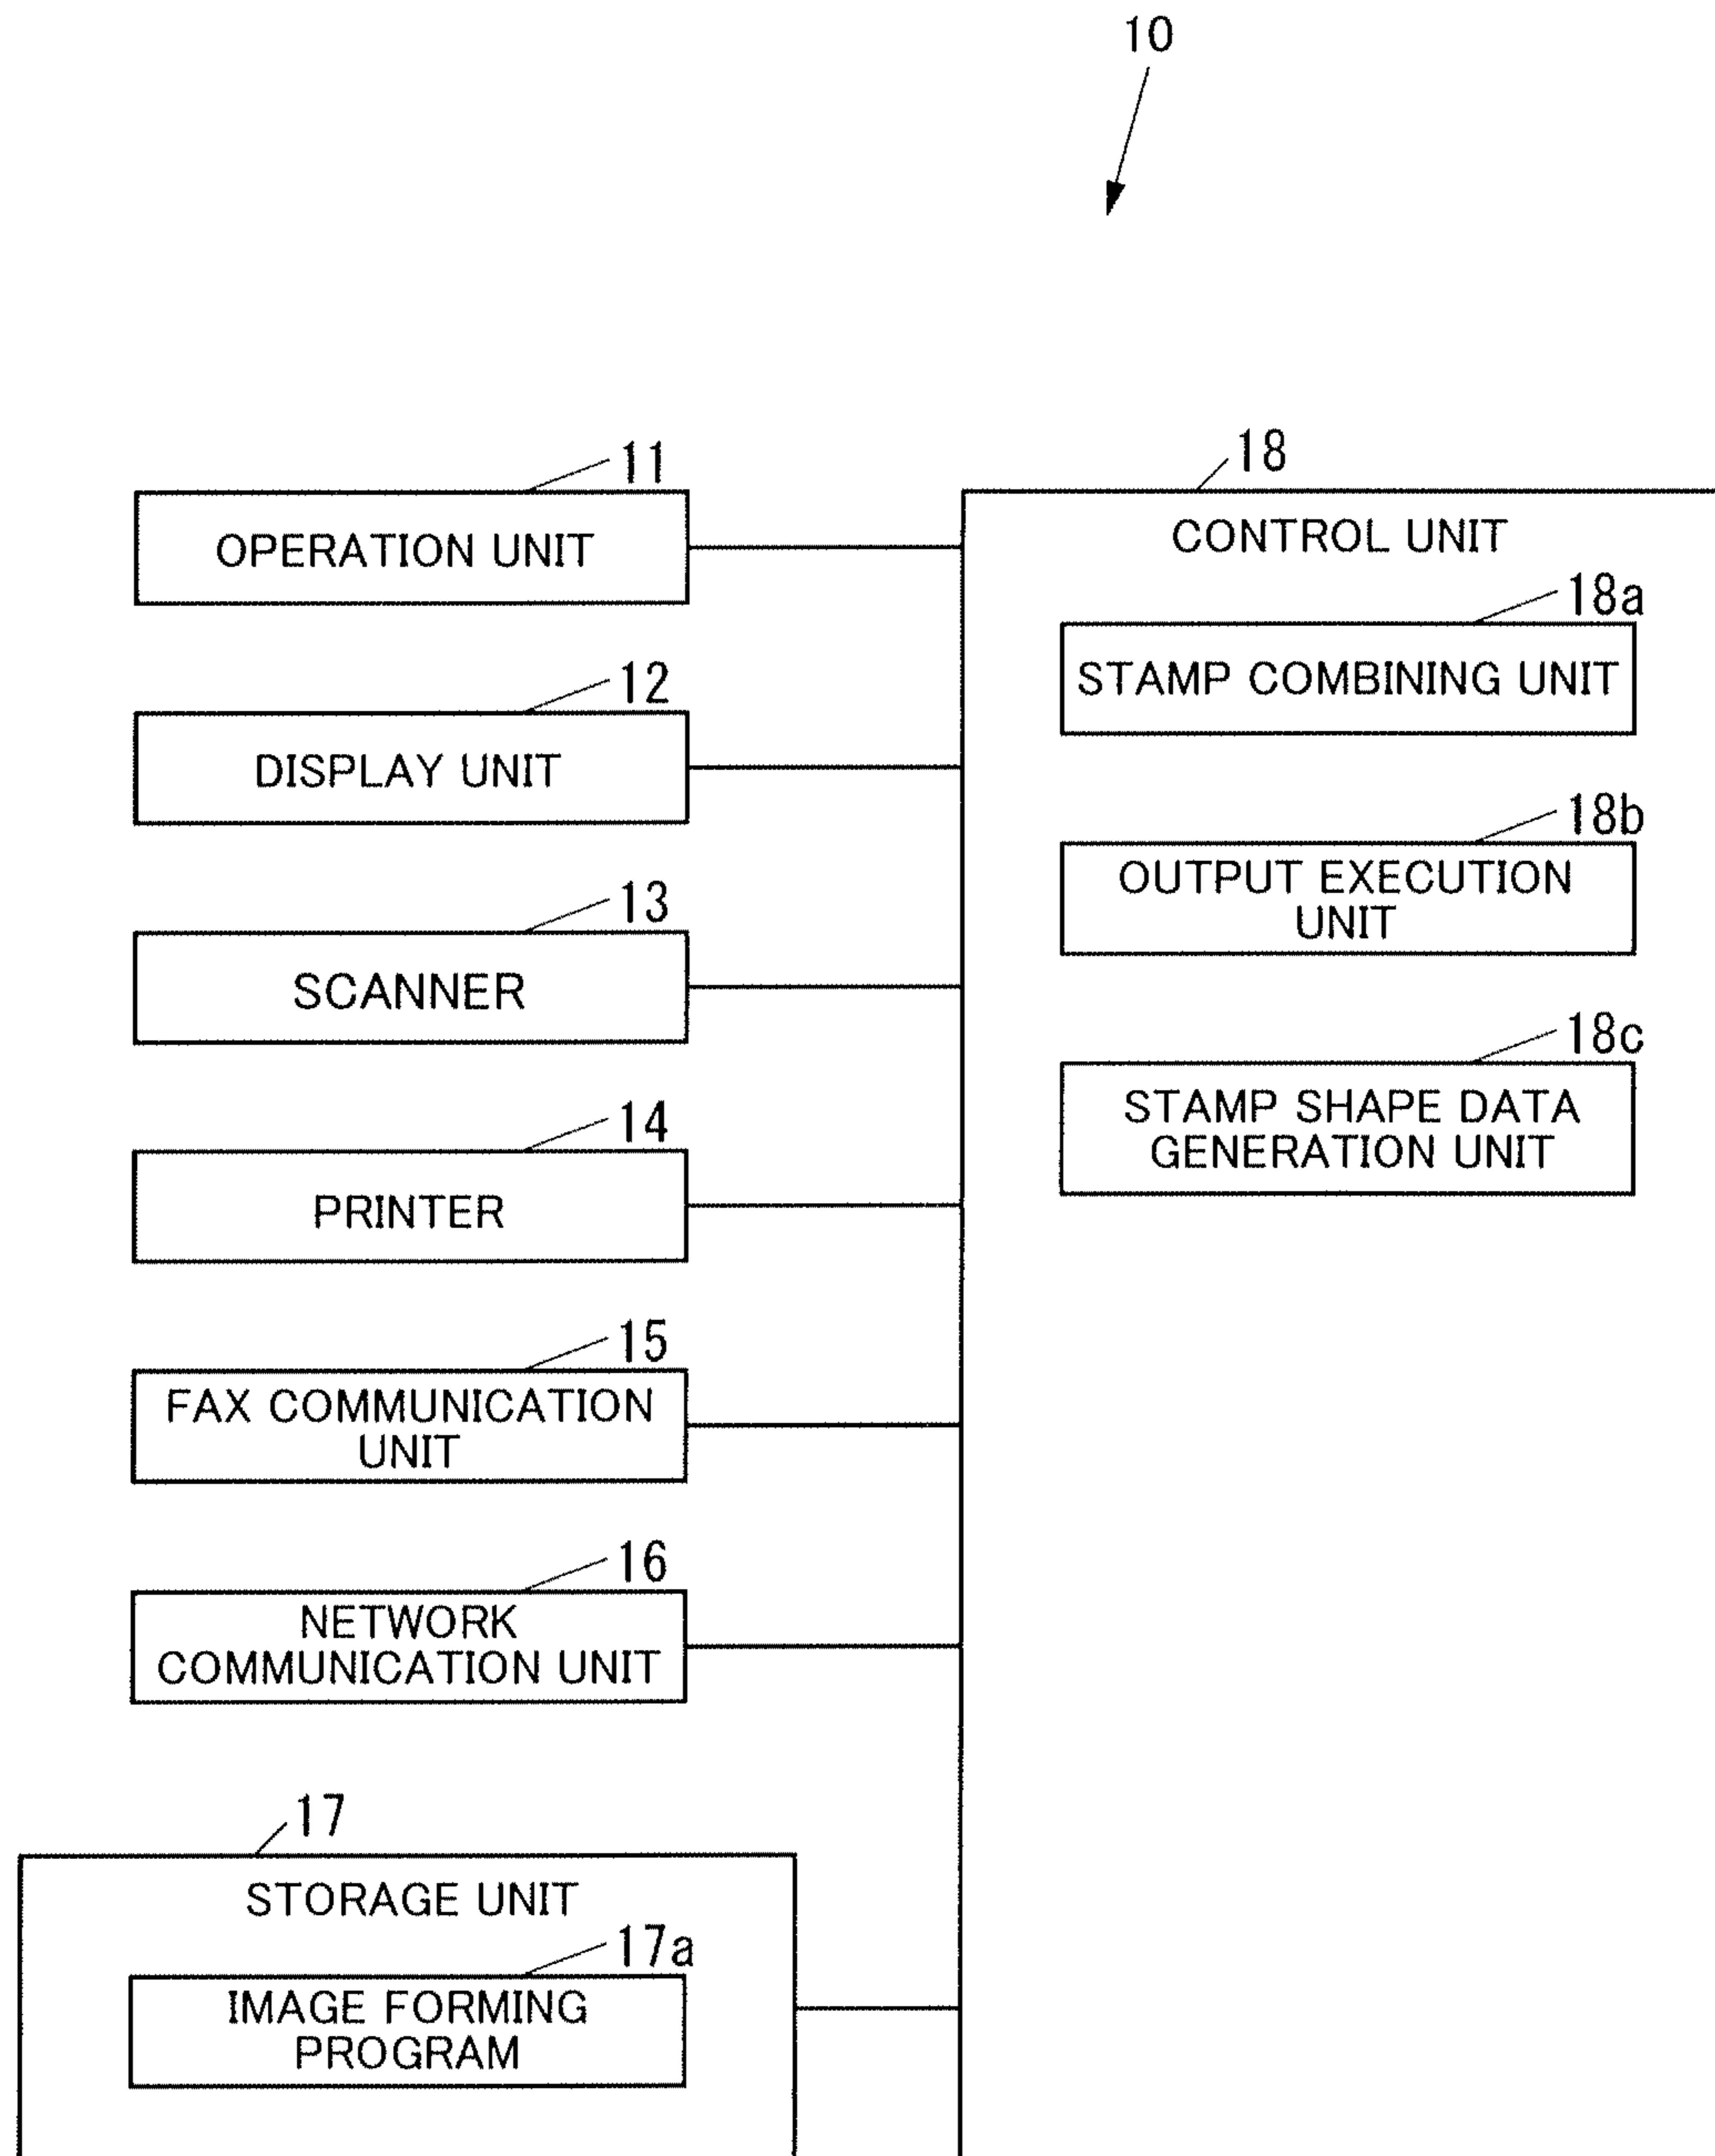 10
11
OPERATION UNIT
12
DISPLAY UNIT
13
SCANNER
14
PRINTER
15
FAX COMMUNICATION
UNIT
16
NETWORK
COMMUNICATION UNIT
17
STORAGE UNIT
17a
IMAGE FORMING
PROGRAM
18
CONTROL UNIT
18a
STAMP COMBINING UNIT
18b
OUTPUT EXECUTION
UNIT
18c
STAMP SHAPE DATA
GENERATION UNIT